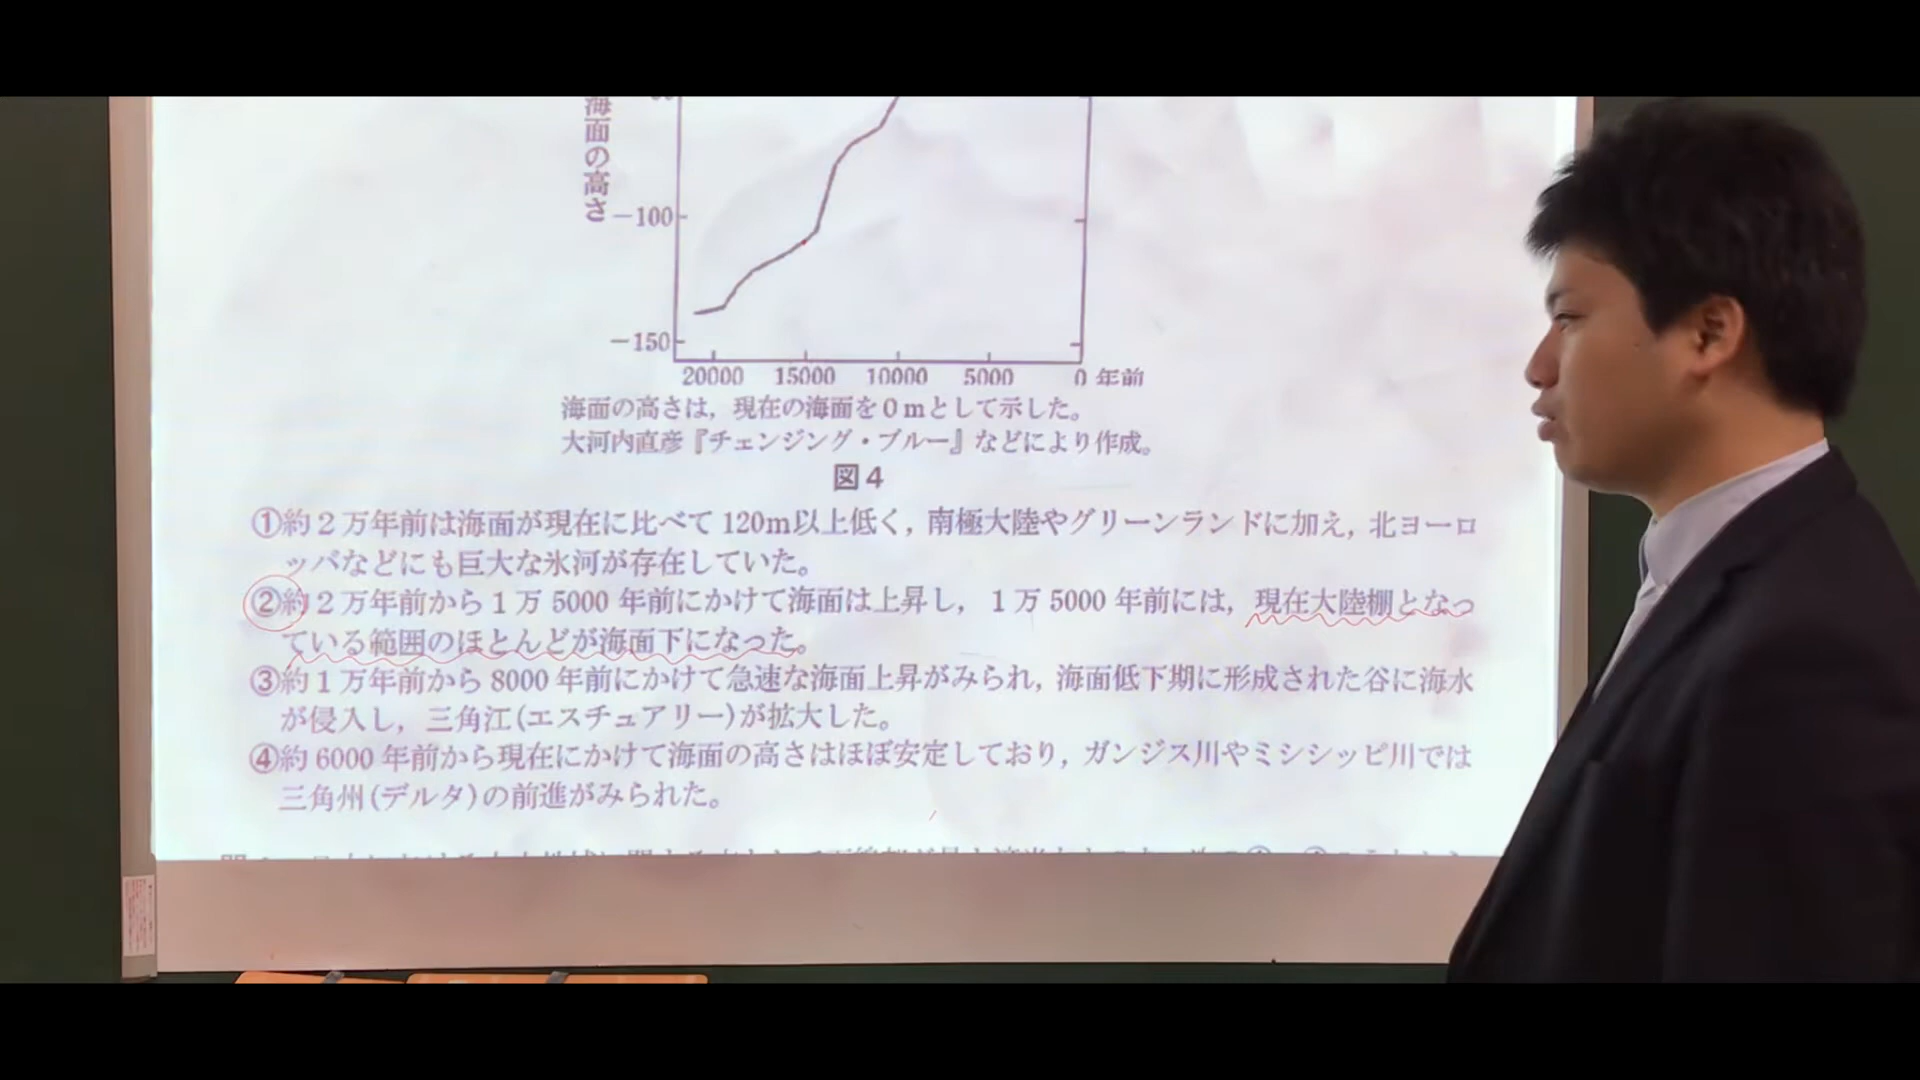 海面の高さ
−100
−150
20000 15000 10000 5000 0 年前
海面の高さは，現在の海面を0mとして示した。
大河内直彦『チェンジング・ブルー』などにより作成。
図4
①約2万年前は海面が現在に比べて120m以上低く，南極大陸やグリーンランドに加え，北ヨーロ
ッパなどにも巨大な氷河が存在していた。
②約2万年前から1万5000年前にかけて海面は上昇し，1万5000年前には，現在大陸棚となっ
ている範囲のほとんどが海面下になった。
③約1万年前から8000年前にかけて急速な海面上昇がみられ，海面低下期に形成された谷に海水
が侵入し，三角江(エスチュアリー)が拡大した。
④約6000年前から現在にかけて海面の高さはほぼ安定しており，ガンジス川やミシシッピ川では
三角州(デルタ)の前進がみられた。